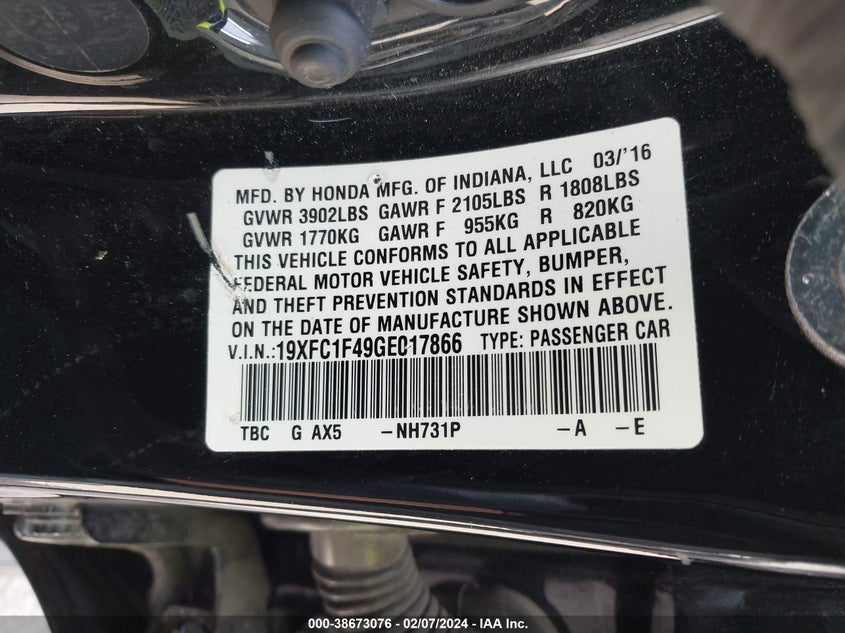 MFD. BY HONDA MFG. OF INDIANA, LLC 03/'16
GVWR 3902LBS GAWR F 2105LBS R 1808LBS
GVWR 1770KG GAWR F 955KG R 820KG
THIS VEHICLE CONFORMS TO ALL APPLICABLE
FEDERAL MOTOR VEHICLE SAFETY, BUMPER,
AND THEFT PREVENTION STANDARDS IN EFFECT
ON THE DATE OF MANUFACTURE SHOWN ABOVE.
V.I.N.:19XFC1F49GE017866 TYPE: PASSENGER CAR
TBC G AX5 -NH731P -A -E
000-38673076 - 02/07/2024 - IAA Inc.